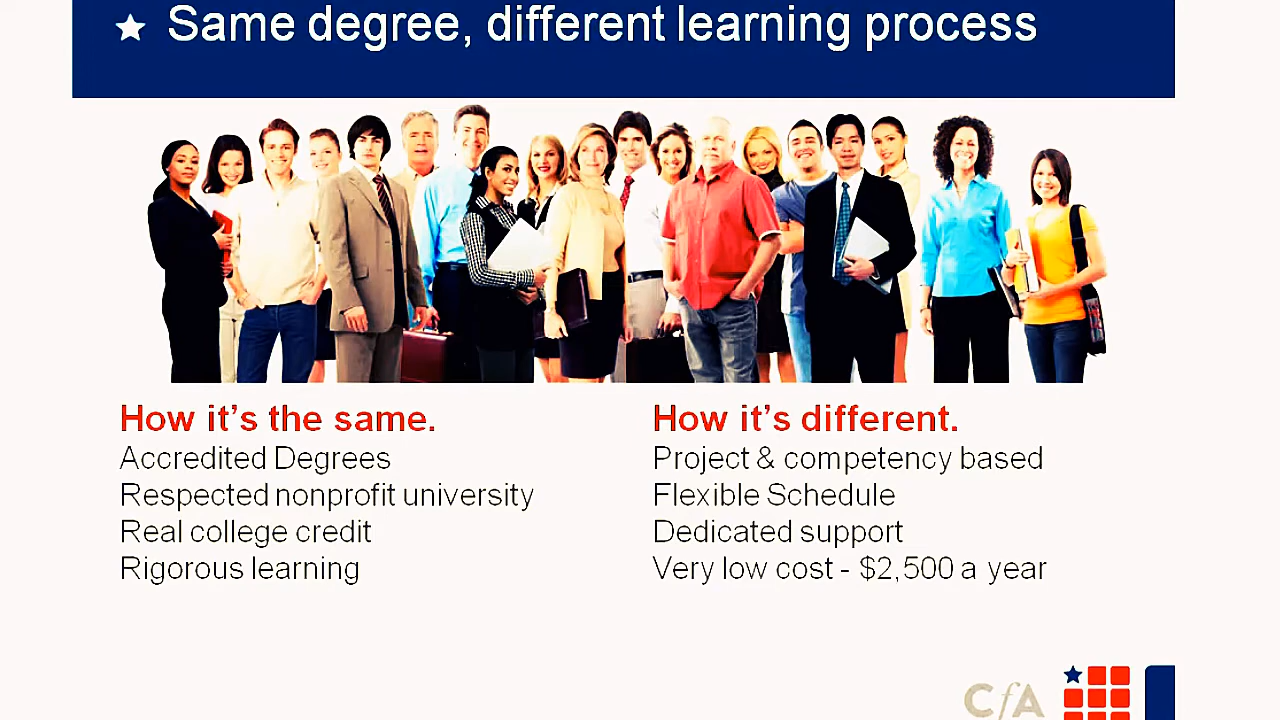 Same degree, different learning process
How it's the same.
Accredited Degrees
Respected nonprofit university
Real college credit
Rigorous learning
How it's different.
Project & competency based
Flexible Schedule
Dedicated support
Very low cost - $2,500 a year
CfA